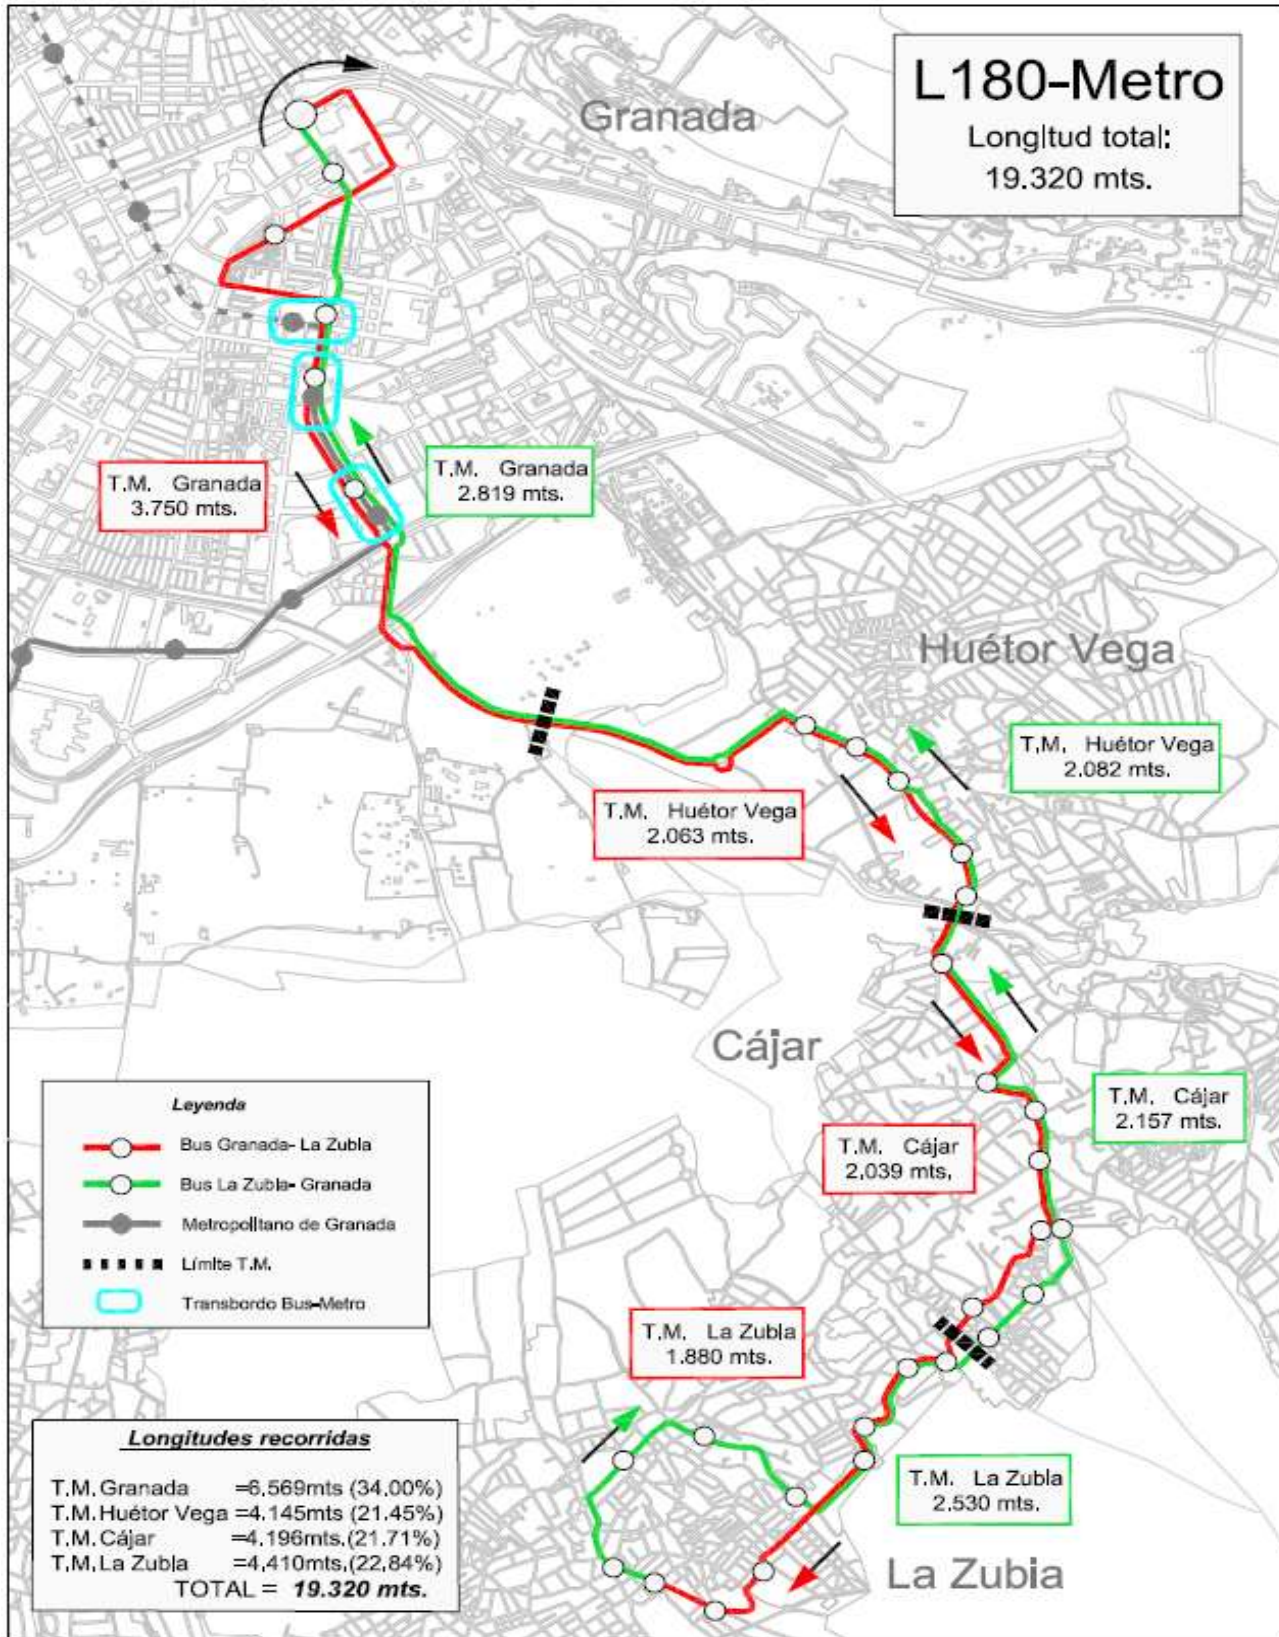 L180-Metro
Longitud total:
19.320 mts.
Granada
T.M. Granada
3.750 mts.
T.M. Granada
2.819 mts.
Huétor Vega
T.M. Huétor Vega
2.082 mts.
T.M. Huétor Vega
2.063 mts.
Cájar
T.M. Cájar
2.157 mts.
T.M. Cájar
2.039 mts.
Leyenda
Bus Granada- La Zubia
Bus La Zubia- Granada
Metropolitano de Granada
Límite T.M.
Transbordo Bus-Metro
T.M. La Zubia
1.880 mts.
T.M. La Zubia
2.530 mts.
La Zubia
Longitudes recorridas
T.M. Granada =6.569mts (34.00%)
T.M. Huétor Vega =4.145mts (21.45%)
T.M. Cájar =4.196mts.(21.71%)
T.M. La Zubia =4.410mts.(22,84%)
TOTAL = 19.320 mts.